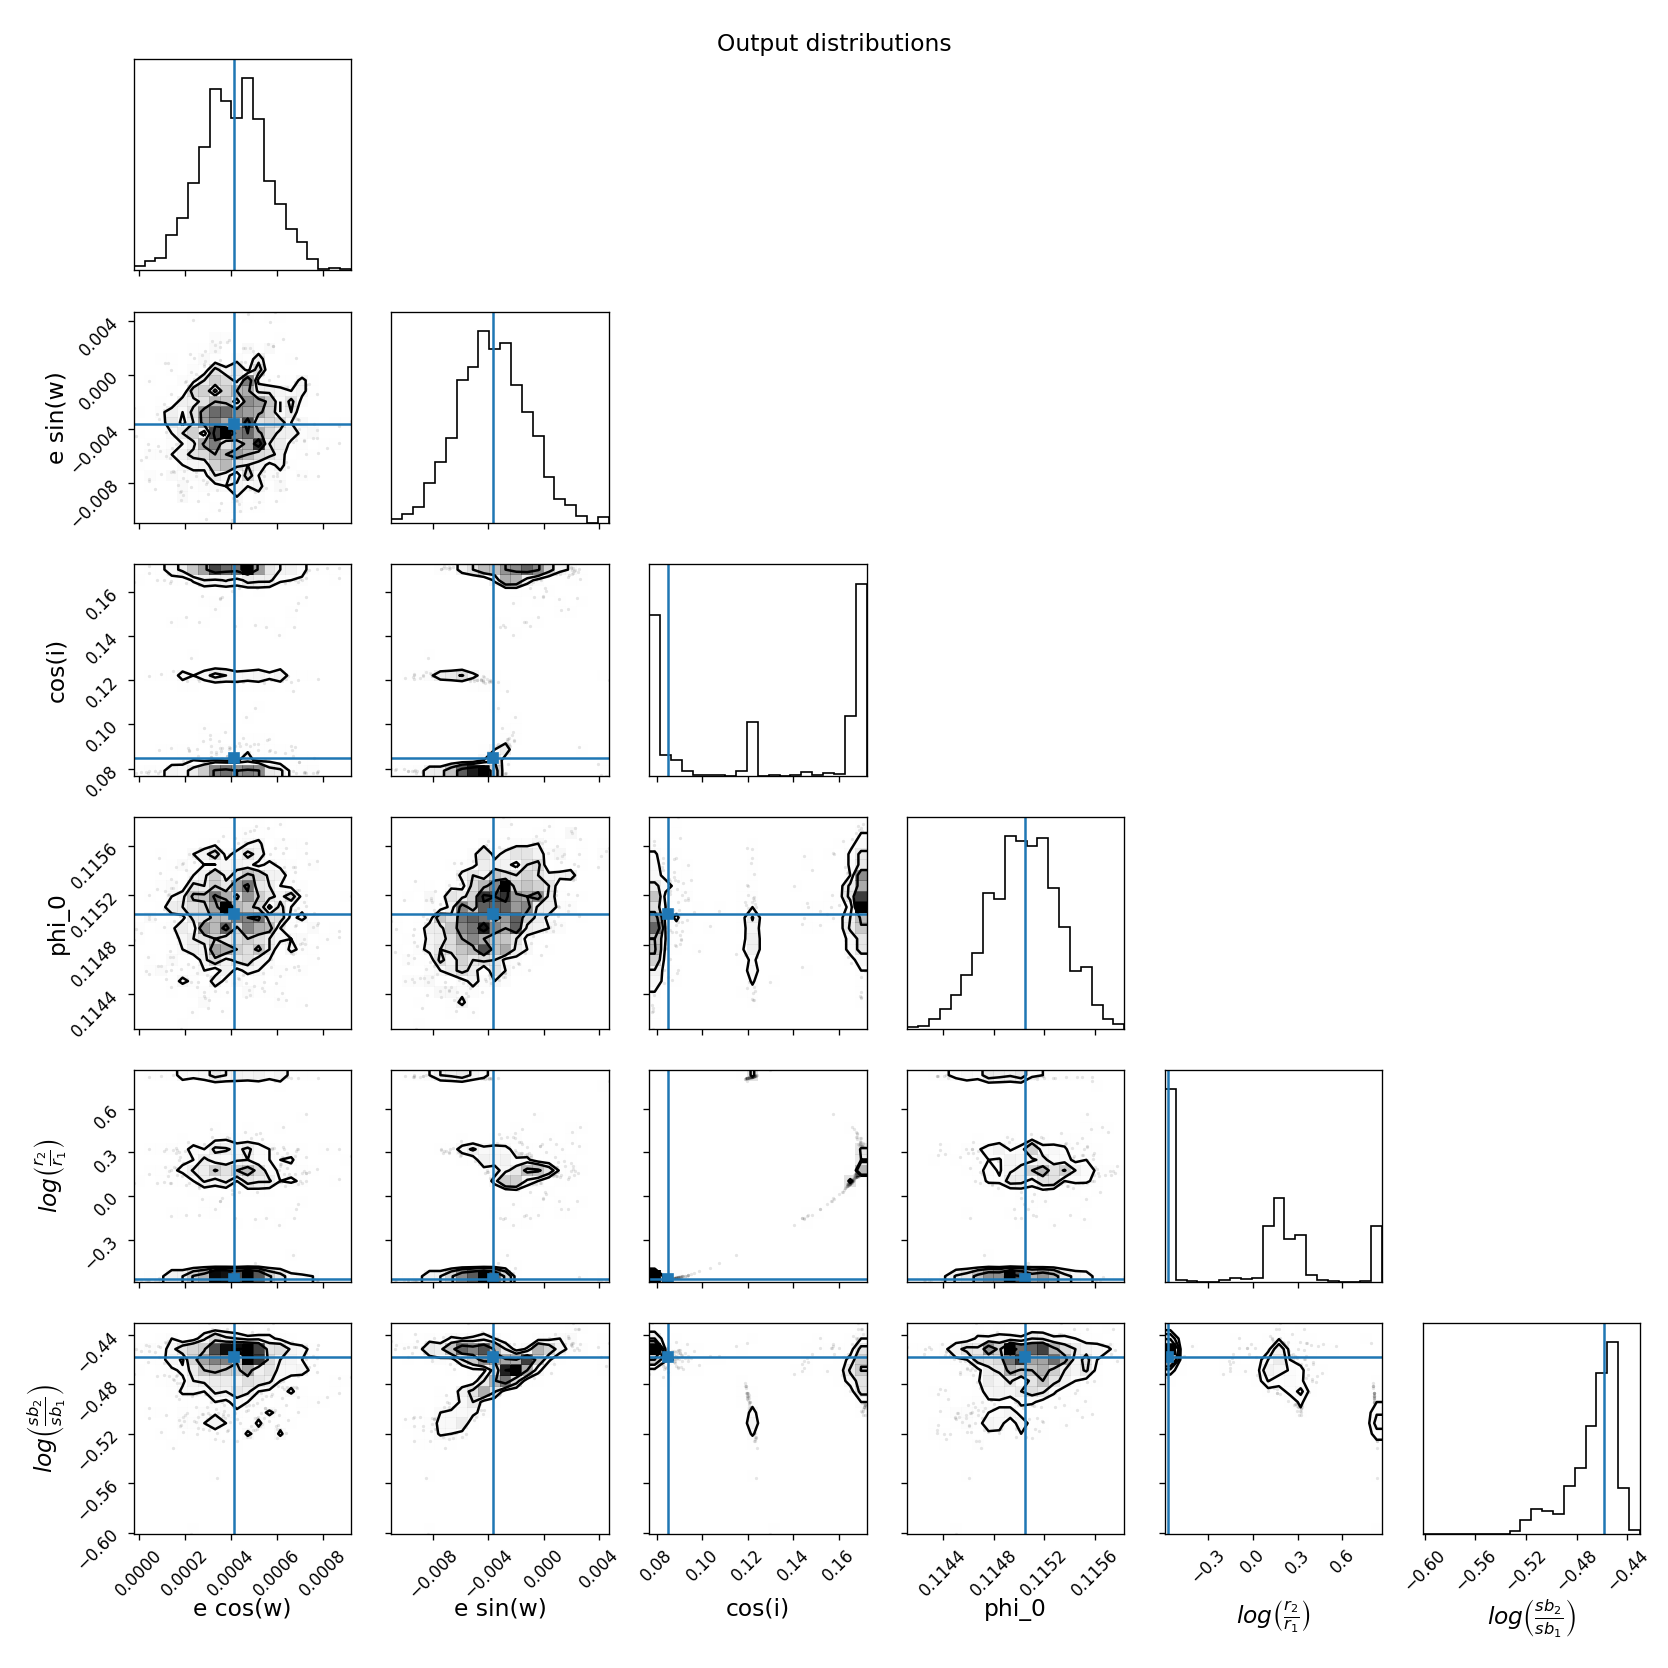 Output distributions
e sin(w)
0.004
0.000
−0.004
−0.008
cos(i)
0.16
0.14
0.12
0.10
0.08
phi_0
0.1156
0.1152
0.1148
0.1144
log(r₂/r₁)
0.6
0.3
0.0
−0.3
log(sb₂/sb₁)
−0.44
−0.48
−0.52
−0.56
−0.60
0.0000 0.0002 0.0004 0.0006 0.0008
e cos(w)
−0.008 −0.004 0.000 0.004
e sin(w)
0.08 0.10 0.12 0.14 0.16
cos(i)
0.1144 0.1148 0.1152 0.1156
phi_0
−0.3 0.0 0.3 0.6
log(r₂/r₁)
−0.60 −0.56 −0.52 −0.48 −0.44
log(sb₂/sb₁)